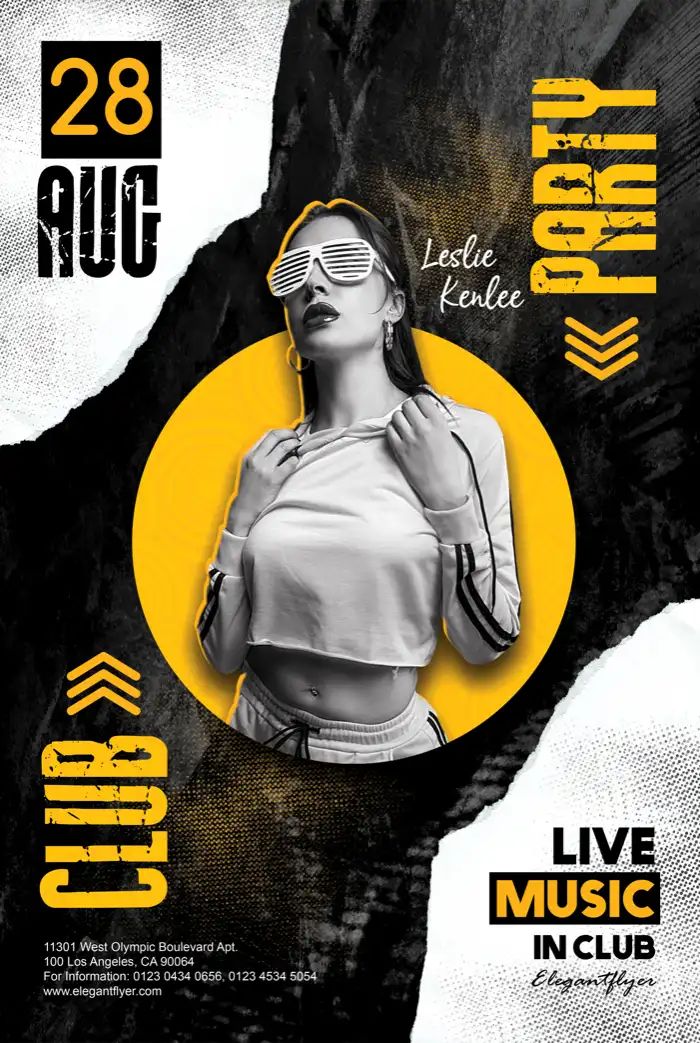 28
AUG
PARTY
Leslie
Kenlee
CLUB
LIVE
MUSIC
IN CLUB
Elegantflyer
11301 West Olympic Boulevard Apt.
100 Los Angeles, CA 90064
For Information: 0123 0434 0656, 0123 4534 5054
www.elegantflyer.com